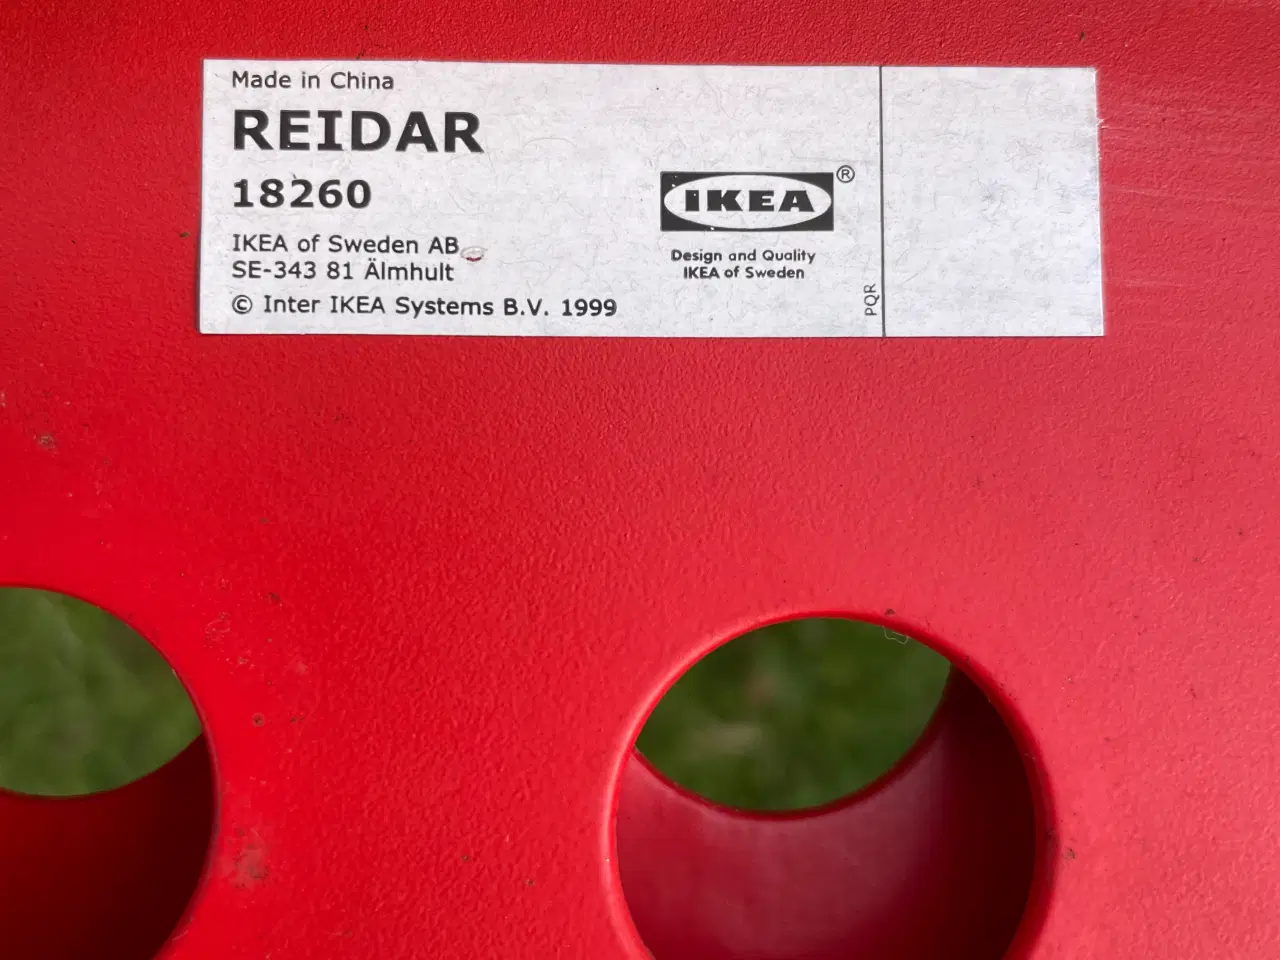 Made in China
REIDAR
18260
IKEA of Sweden AB
SE-343 81 Älmhult
© Inter IKEA Systems B.V. 1999
IKEA®
Design and Quality
IKEA of Sweden
PQR